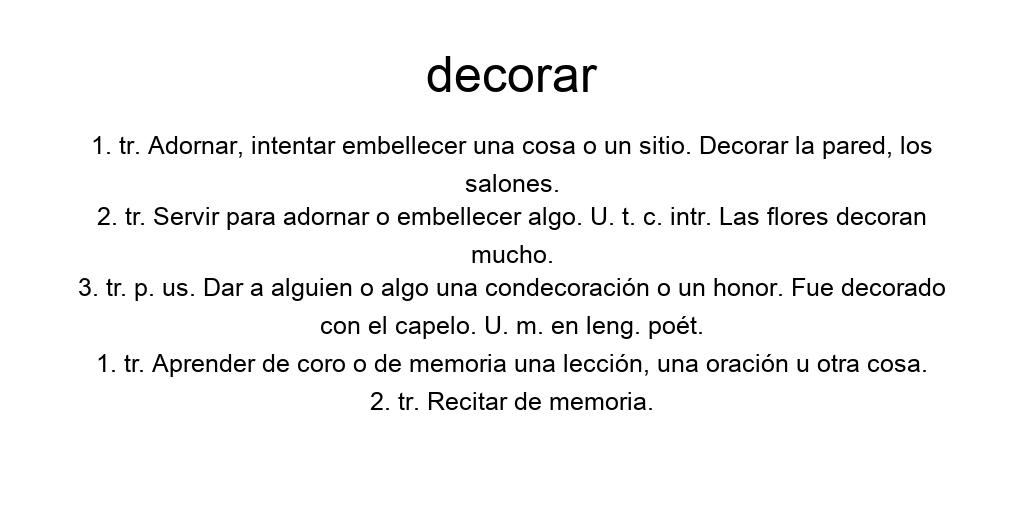 decorar
1. tr. Adornar, intentar embellecer una cosa o un sitio. Decorar la pared, los
salones.
2. tr. Servir para adornar o embellecer algo. U. t. c. intr. Las flores decoran
mucho.
3. tr. p. us. Dar a alguien o algo una condecoración o un honor. Fue decorado
con el capelo. U. m. en leng. poét.
1. tr. Aprender de coro o de memoria una lección, una oración u otra cosa.
2. tr. Recitar de memoria.